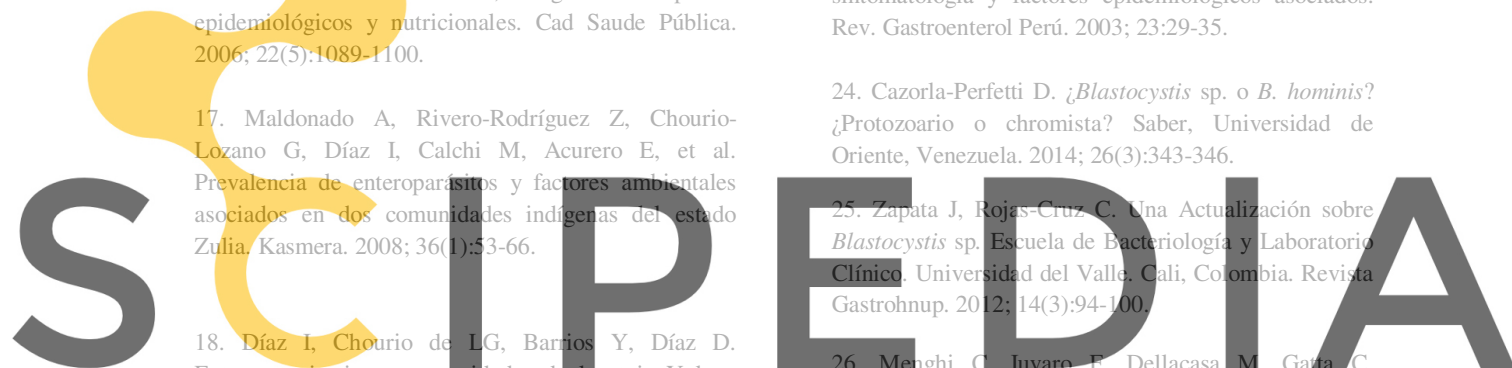 epidemiológicos y nutricionales. Cad Saude Pública.
2006; 22(5):1089-1100.
17. Maldonado A, Rivero-Rodríguez Z, Chourio-
Lozano G, Díaz I, Calchi M, Acurero E, et al.
Prevalencia de enteroparásitos y factores ambientales
asociados en dos comunidades indígenas del estado
Zulia. Kasmera. 2008; 36(1):53-66.
18. Díaz I, Chourio de LG, Barrios Y, Díaz D.
sintomatología y factores epidemiológicos asociados.
Rev. Gastroenterol Perú. 2003; 23:29-35.
24. Cazorla-Perfetti D. ¿Blastocystis sp. o B. hominis?
¿Protozoario o chromista? Saber, Universidad de
Oriente, Venezuela. 2014; 26(3):343-346.
25. Zapata J, Rojas-Cruz C. Una Actualización sobre
Blastocystis sp. Escuela de Bacteriología y Laboratorio
Clínico. Universidad del Valle. Cali, Colombia. Revista
Gastrohnup. 2012; 14(3):94-100.
26. Menghi C, Juvaro F, Dellacasa M, Gatta C.
SCIPEDIA